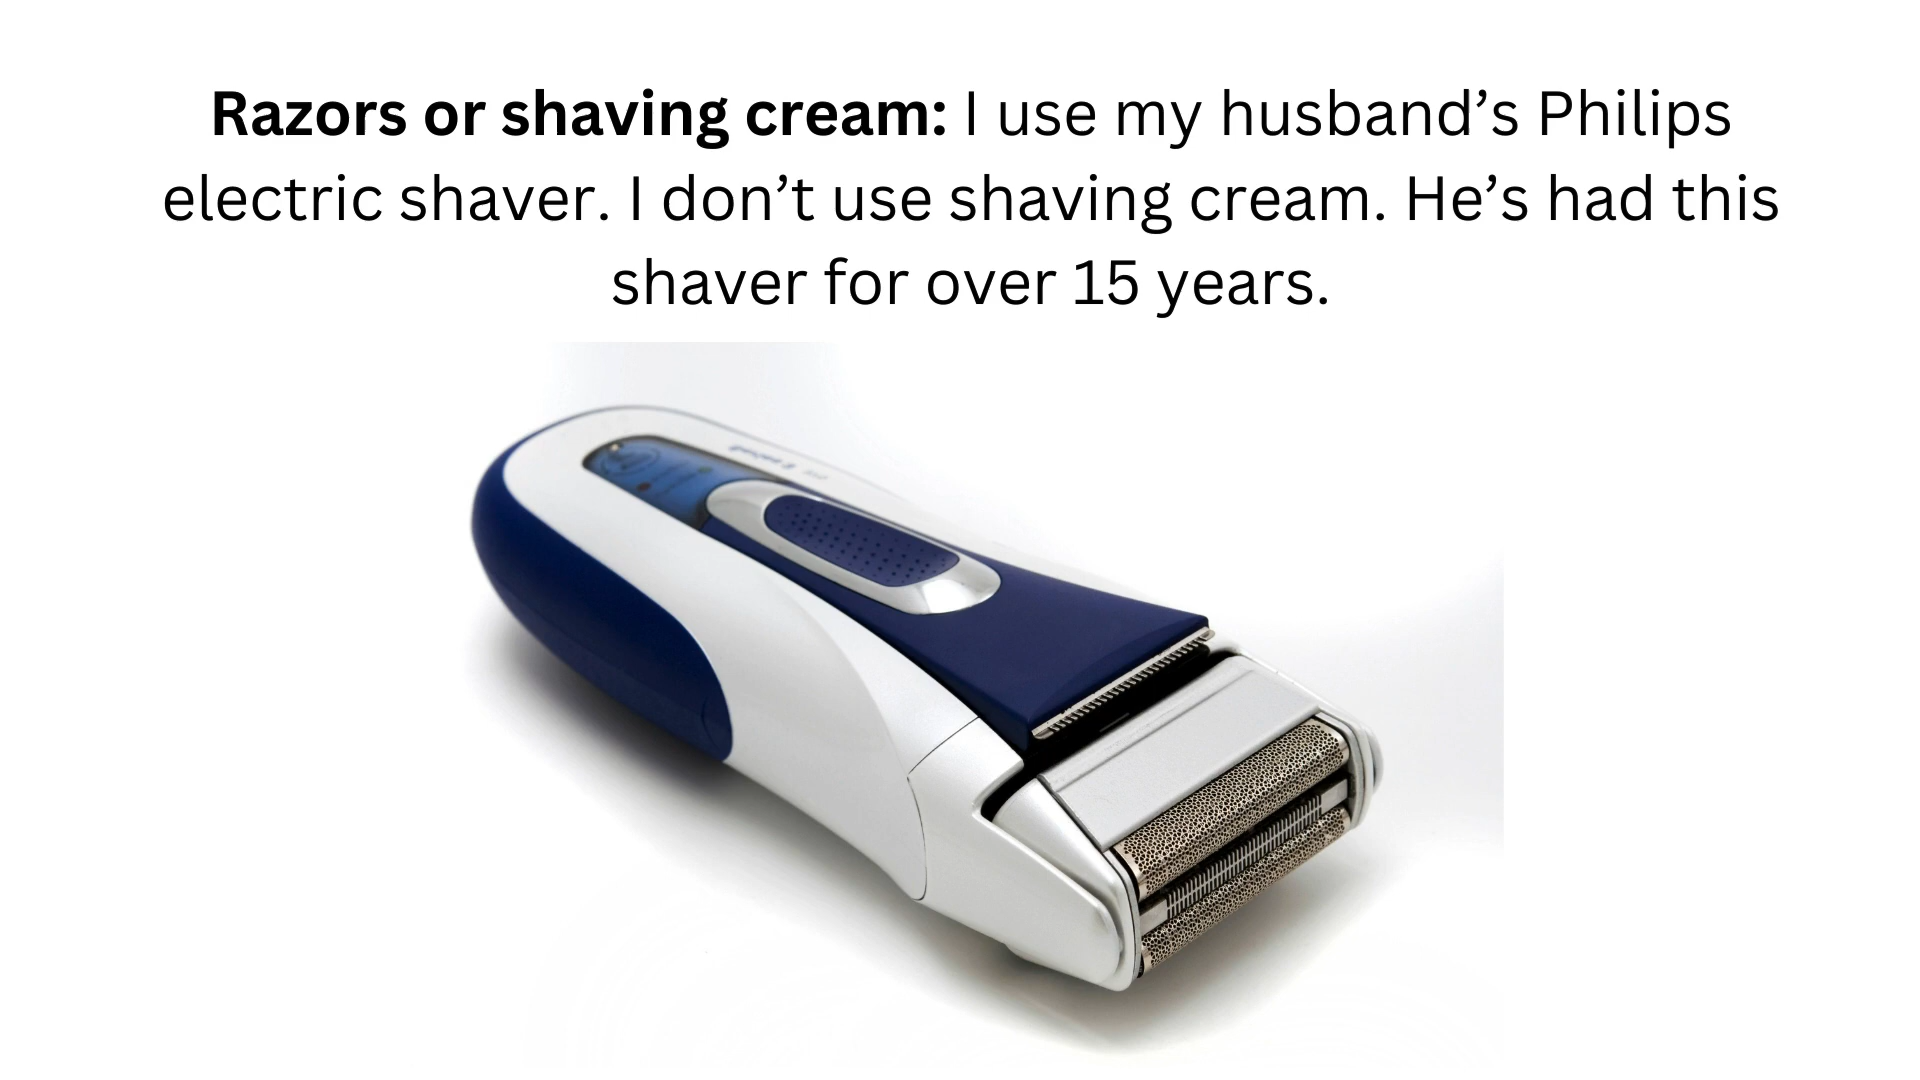 Razors or shaving cream: I use my husband’s Philips
electric shaver. I don’t use shaving cream. He’s had this
shaver for over 15 years.